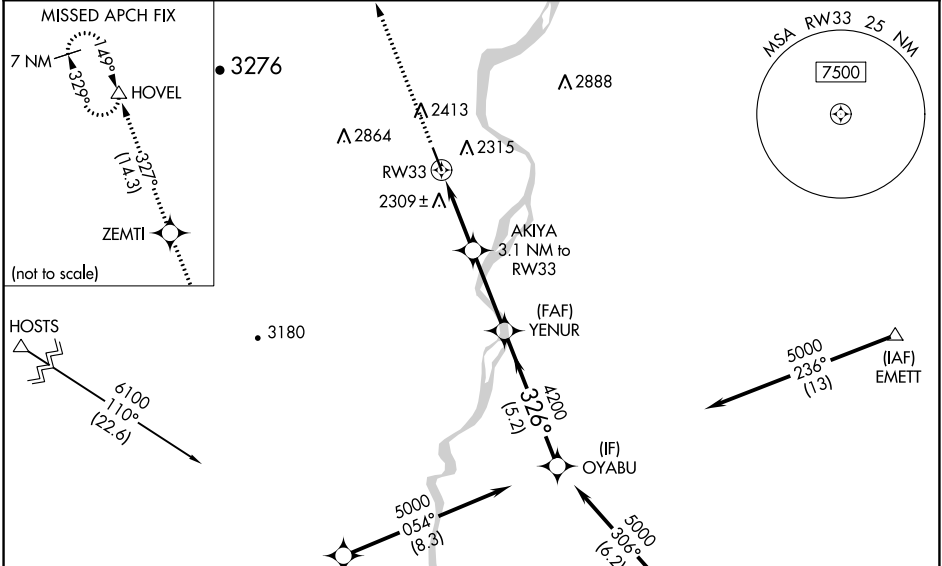 MISSED APCH FIX
7 NM
149°
329°
HOVEL
327°
(14.3)
ZEMTI
(not to scale)
3276
2888
2413
2864
2315
RW33
2309±
AKIYA
3.1 NM to
RW33
MSA RW33 25 NM
7500
(FAF)
YENUR
HOSTS
3180
6100
110°
(22.6)
5000
236°
(13)
(IAF)
EMETT
4200
326°
(5.2)
(IF)
OYABU
5000
054°
(8.3)
5000
306°
(6.2)